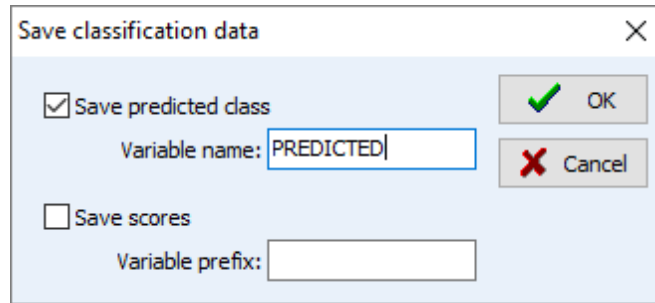 Save classification data
Save predicted class
OK
Variable name: PREDICTED
Cancel
Save scores
Variable prefix: